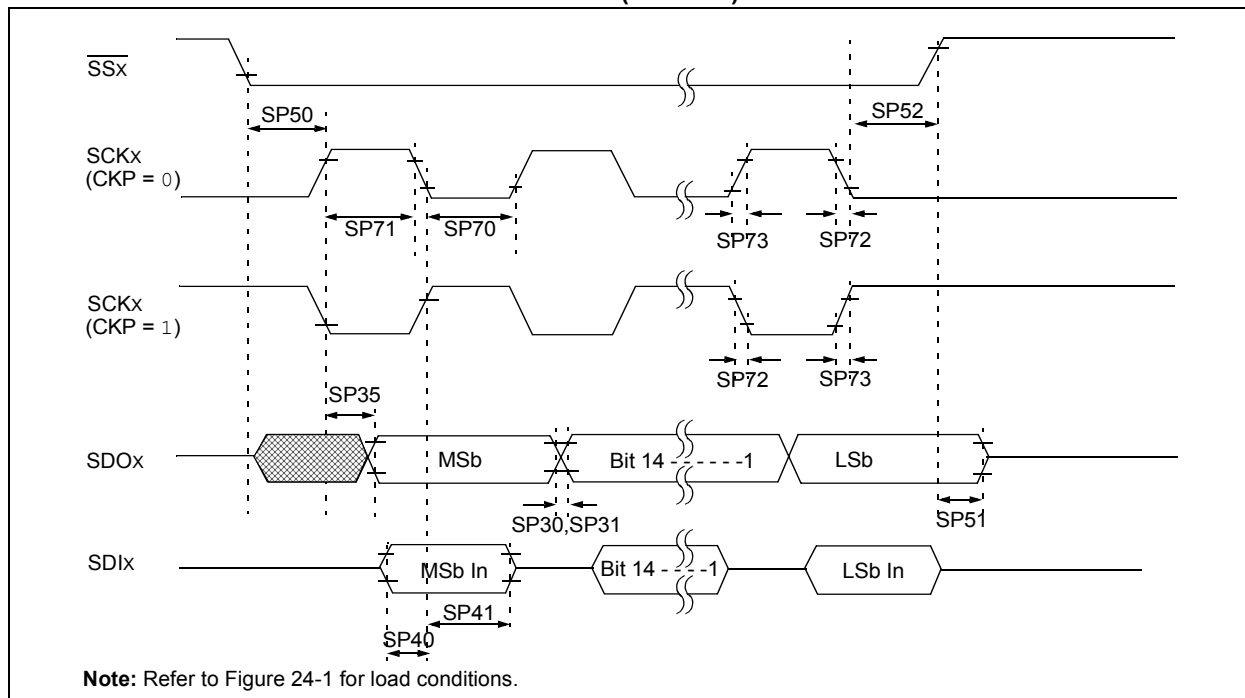 SSx
SP50
SP52
SCKx
(CKP = 0)
SP71
SP70
SP73
SP72
SCKx
(CKP = 1)
SP72
SP73
SP35
SDOx
MSb
Bit 14 - - - - - -1
LSb
SP30,SP31
SP51
SDIx
MSb In
Bit 14 - - - -1
LSb In
SP41
SP40
Note: Refer to Figure 24-1 for load conditions.